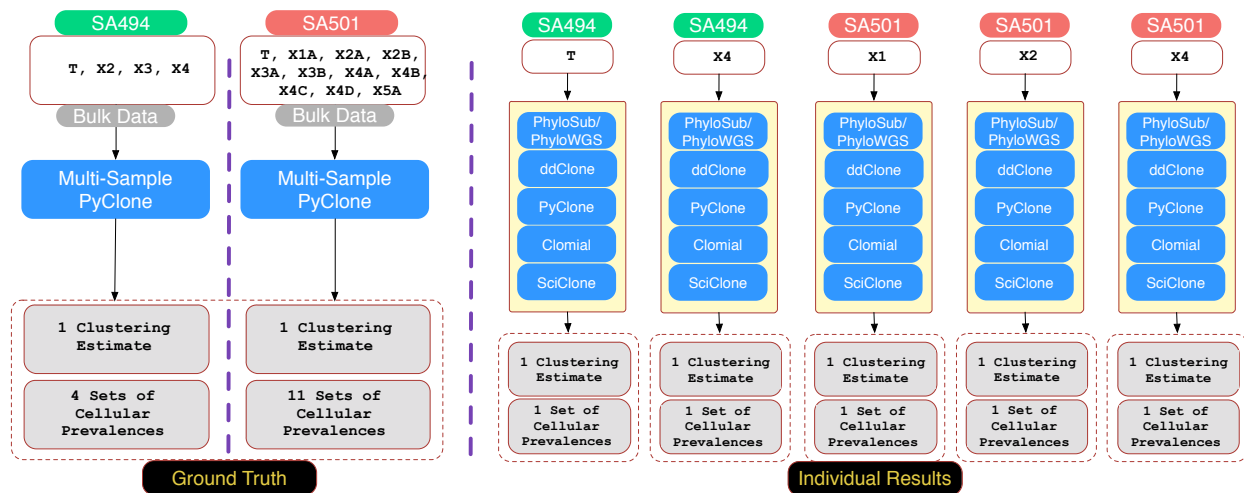 SA494
T, X2, X3, X4
Bulk Data
Multi-Sample
PyClone
1 Clustering
Estimate
4 Sets of
Cellular
Prevalences
SA501
T, X1A, X2A, X2B,
X3A, X3B, X4A, X4B,
X4C, X4D, X5A
Bulk Data
Multi-Sample
PyClone
1 Clustering
Estimate
11 Sets of
Cellular
Prevalences
Ground Truth
SA494
T
PhyloSub/
PhyloWGS
ddClone
PyClone
Clomial
SciClone
1 Clustering
Estimate
1 Set of
Cellular
Prevalences
SA494
X4
PhyloSub/
PhyloWGS
ddClone
PyClone
Clomial
SciClone
1 Clustering
Estimate
1 Set of
Cellular
Prevalences
SA501
X1
PhyloSub/
PhyloWGS
ddClone
PyClone
Clomial
SciClone
1 Clustering
Estimate
1 Set of
Cellular
Prevalences
SA501
X2
PhyloSub/
PhyloWGS
ddClone
PyClone
Clomial
SciClone
1 Clustering
Estimate
1 Set of
Cellular
Prevalences
SA501
X4
PhyloSub/
PhyloWGS
ddClone
PyClone
Clomial
SciClone
1 Clustering
Estimate
1 Set of
Cellular
Prevalences
Individual Results